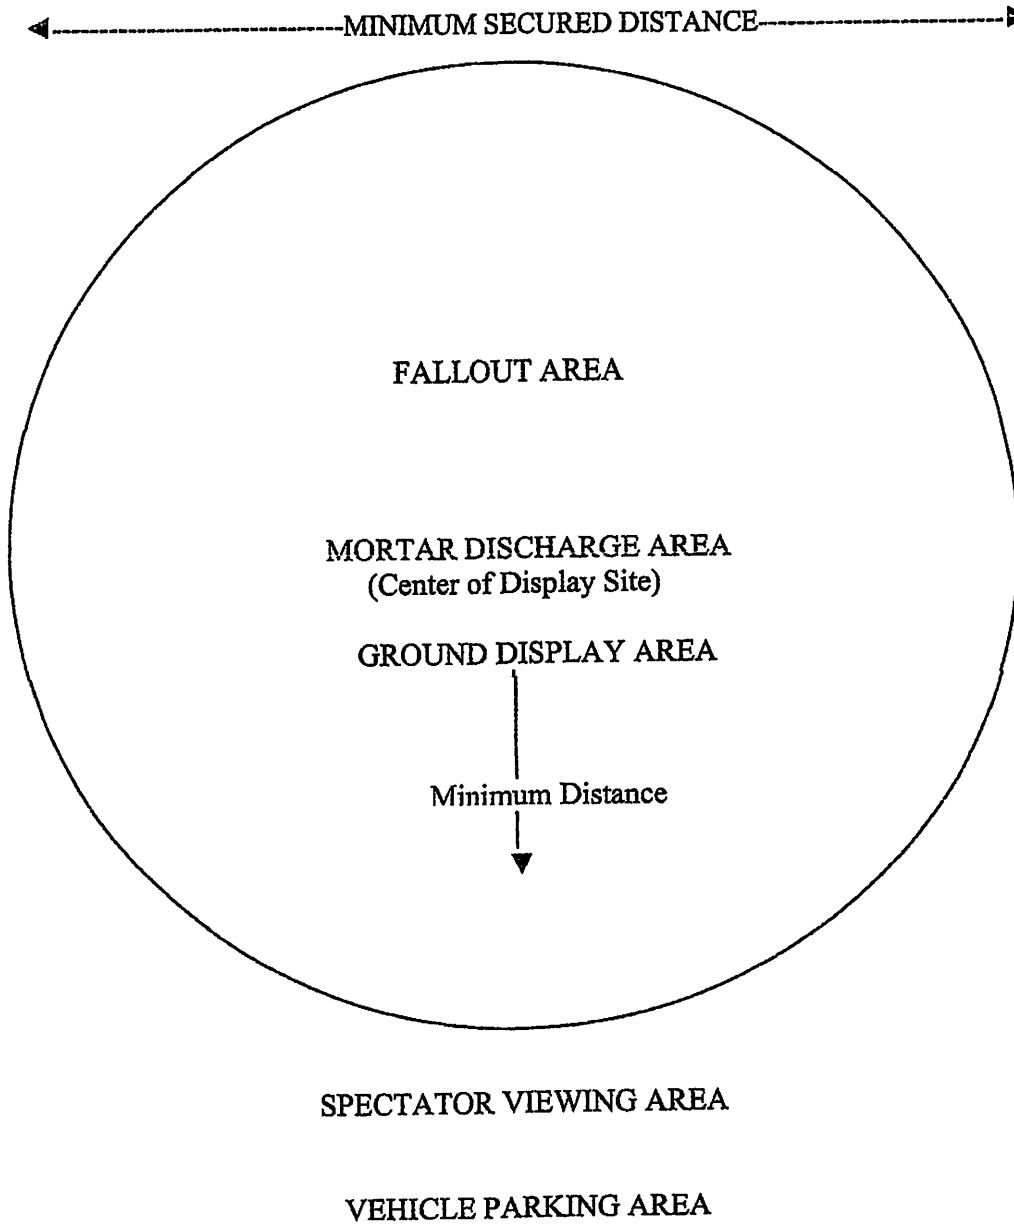 MINIMUM SECURED DISTANCE
FALLOUT AREA
MORTAR DISCHARGE AREA
(Center of Display Site)
GROUND DISPLAY AREA
Minimum Distance
SPECTATOR VIEWING AREA
VEHICLE PARKING AREA